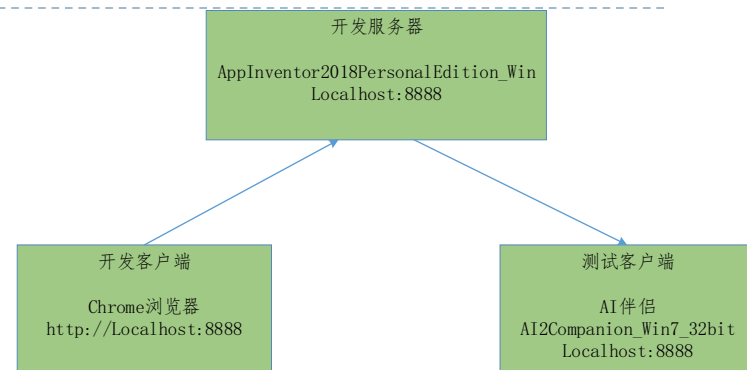 开发服务器
AppInventor2018PersonalEdition_Win
Localhost:8888
开发客户端
Chrome浏览器
http://Localhost:8888
测试客户端
AI伴侣
AI2Companion_Win7_32bit
Localhost:8888